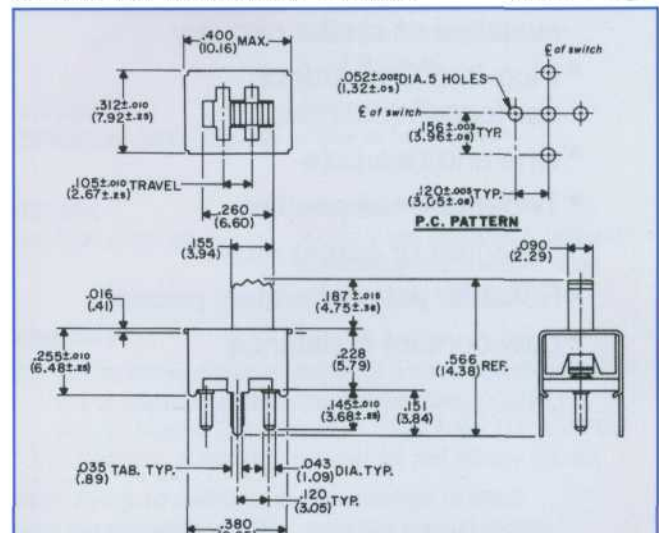 .400 MAX.
(10.16)
℄ of switch
.052±.002 DIA. 5 HOLES
(1.32±.05)
.312±.010
(7.92±.25)
℄ of switch
.156±.003 TYP.
(3.96±.08)
.105±.010 TRAVEL
(2.67±.25)
.120±.003 TYP.
(3.05±.08)
.260
(6.60)
P.C. PATTERN
.155
(3.94)
.090
(2.29)
.016
(.41)
.187±.015
(4.75±.38)
.255±.010
(6.48±.25)
.228
(5.79)
.566 REF.
(14.38)
.145±.010
(3.68±.25)
.151
(3.84)
.035 TAB. TYP.
(.89)
.043 DIA. TYP.
(1.09)
.120 TYP.
(3.05)
.380